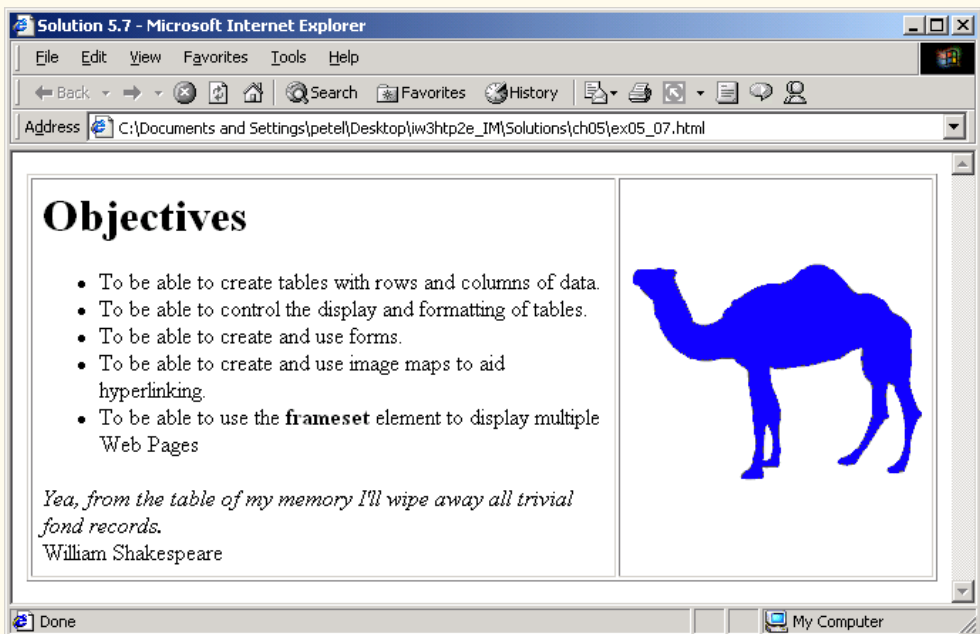 Solution 5.7 - Microsoft Internet Explorer
File Edit View Favorites Tools Help
Back Search Favorites History
Address C:\Documents and Settings\petel\Desktop\iw3htp2e_IM\Solutions\ch05\ex05_07.html
Objectives
• To be able to create tables with rows and columns of data.
• To be able to control the display and formatting of tables.
• To be able to create and use forms.
• To be able to create and use image maps to aid
hyperlinking.
• To be able to use the frameset element to display multiple
Web Pages
Yea, from the table of my memory I'll wipe away all trivial
fond records.
William Shakespeare
Done My Computer